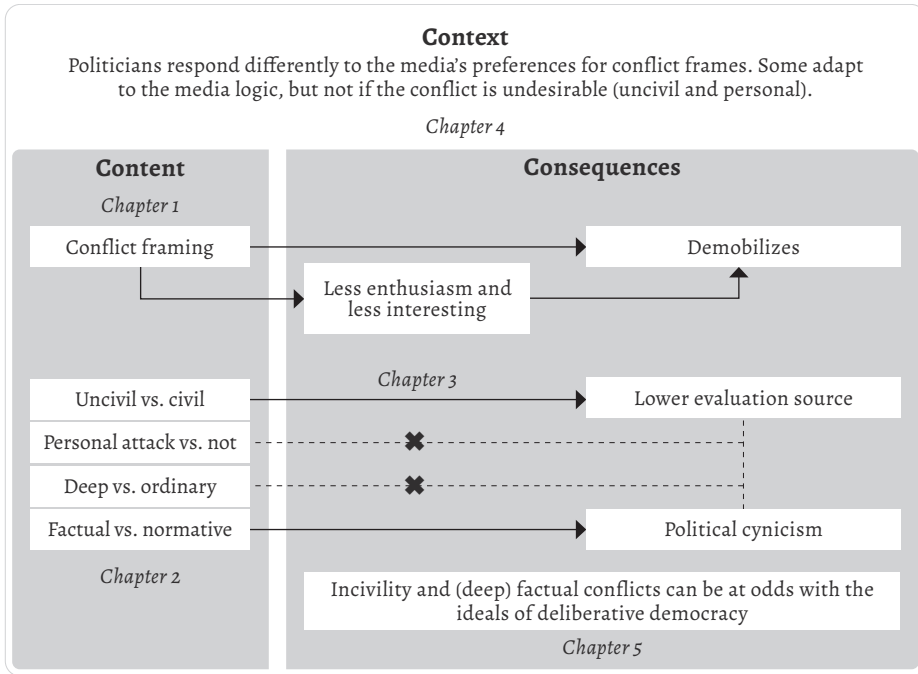 Context
Politicians respond differently to the media’s preferences for conflict frames. Some adapt
to the media logic, but not if the conflict is undesirable (uncivil and personal).
Chapter 4
Content
Chapter 1
Conflict framing
Consequences
Demobilizes
Less enthusiasm and
less interesting
Chapter 3
Uncivil vs. civil
Lower evaluation source
Personal attack vs. not
Deep vs. ordinary
Factual vs. normative
Political cynicism
Chapter 2
Incivility and (deep) factual conflicts can be at odds with the
ideals of deliberative democracy
Chapter 5